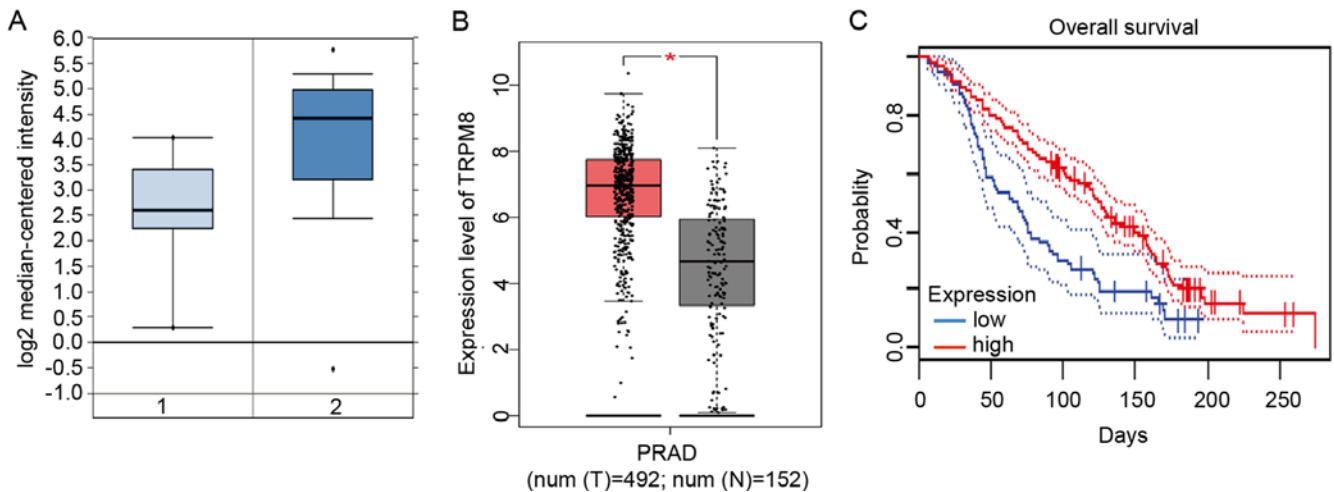 A
log2 median-centered intensity
6.0
5.5
5.0
4.5
4.0
3.5
3.0
2.5
2.0
1.5
1.0
0.5
0.0
-0.5
-1.0
1
2
B
Expression level of TRPM8
10
8
6
4
2
0
*
PRAD
(num (T)=492; num (N)=152)
C
Overall survival
Probablity
0.8
0.4
0.0
Expression
low
high
0
50
100
150
200
250
Days